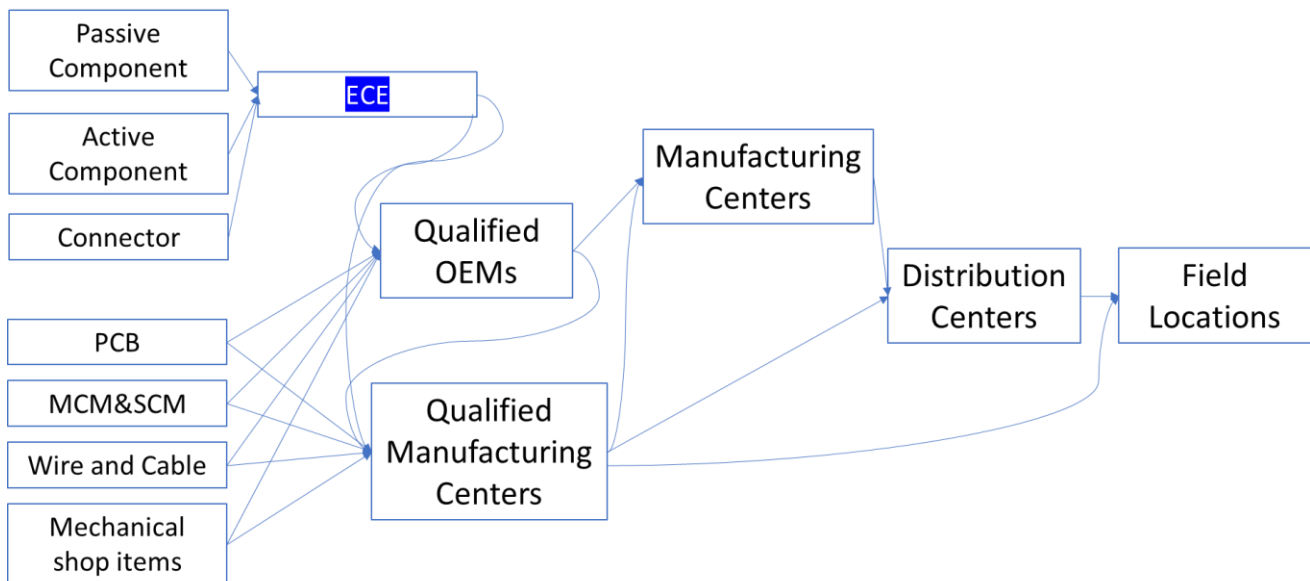 Passive
Component
ECE
Active
Component
Connector
Manufacturing
Centers
Qualified
OEMs
Distribution
Centers
Field
Locations
PCB
MCM&SCM
Wire and Cable
Mechanical
shop items
Qualified
Manufacturing
Centers